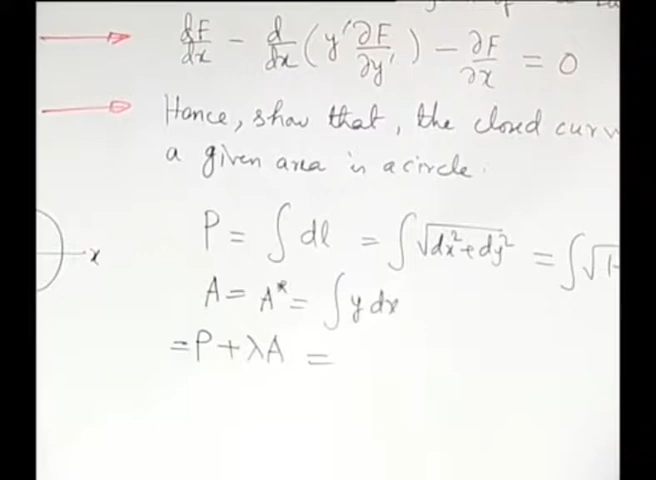 dF/dx - d/dx (y' ∂F/∂y') - ∂F/∂x = 0
Hence, show that, the closed curv
a given area is a circle.
P = ∫ dl = ∫ √dx²+dy² = ∫ √1+
x
A = A* = ∫ y dx
= P + λA =